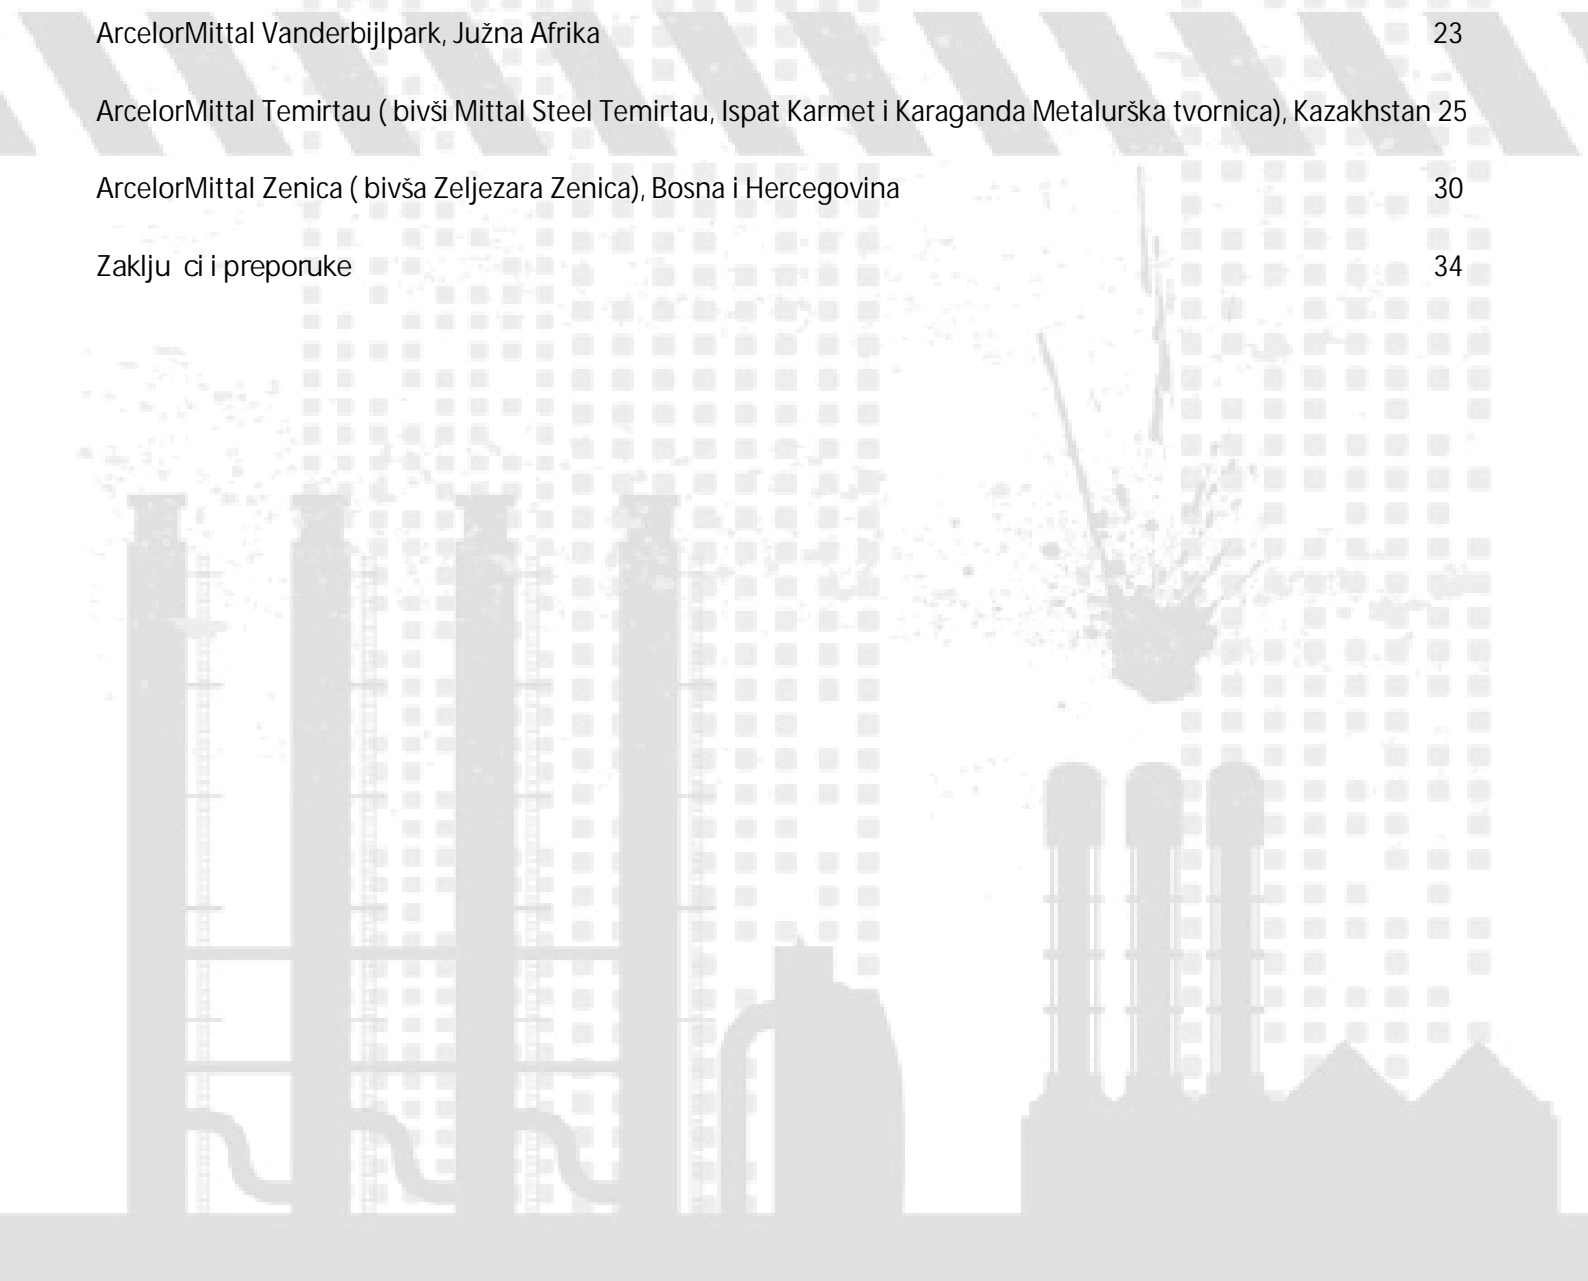 ArcelorMittal Vanderbijlpark, Južna Afrika 23
ArcelorMittal Temirtau ( bivši Mittal Steel Temirtau, Ispat Karmet i Karaganda Metalurška tvornica), Kazakhstan 25
ArcelorMittal Zenica ( bivša Zeljezara Zenica), Bosna i Hercegovina 30
Zaklju ci i preporuke 34